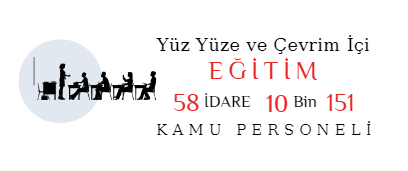 Yüz Yüze ve Çevrim İçi
EĞİTİM
58 İDARE 10 Bin 151
KAMU PERSONELİ